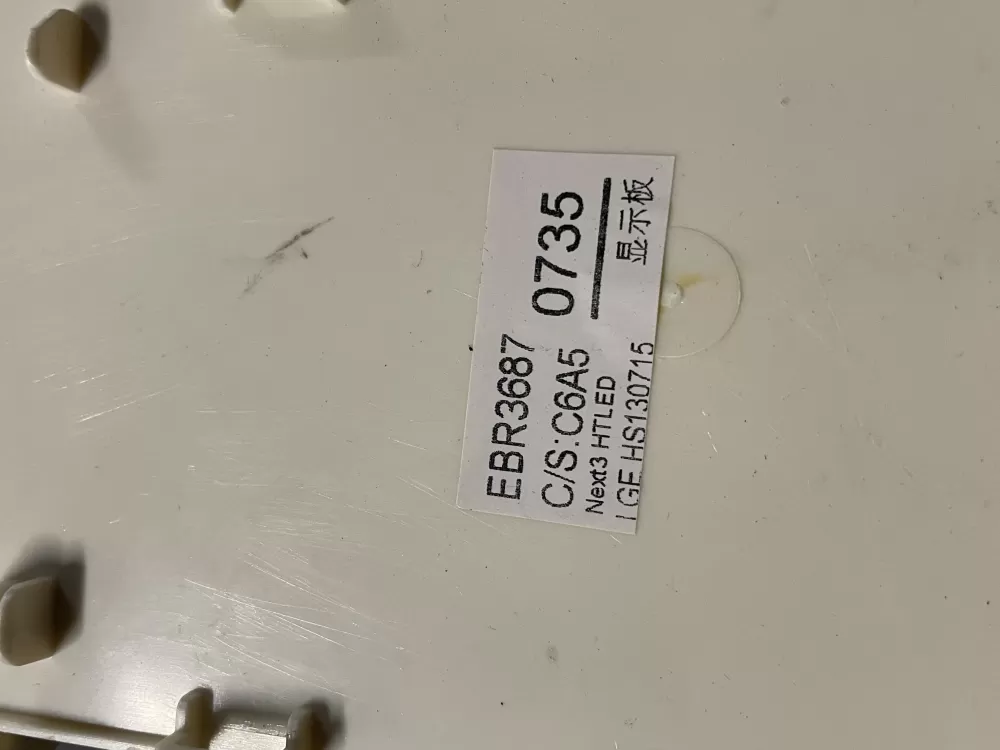 EBR3687 0735
C/S:C6A5
Next3 HTLED
LGE HS130715 显示板